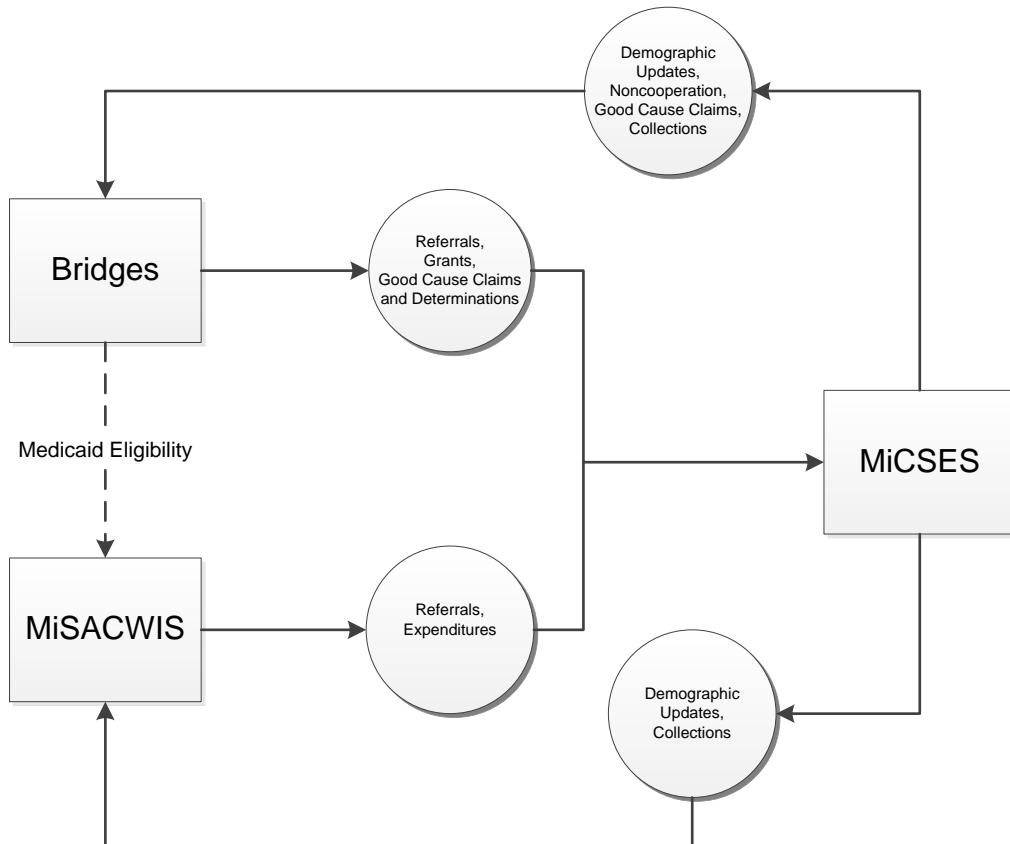 Demographic
Updates,
Noncooperation,
Good Cause Claims,
Collections
Bridges
Referrals,
Grants,
Good Cause Claims
and Determinations
Medicaid Eligibility
MiCSES
MiSACWIS
Referrals,
Expenditures
Demographic
Updates,
Collections